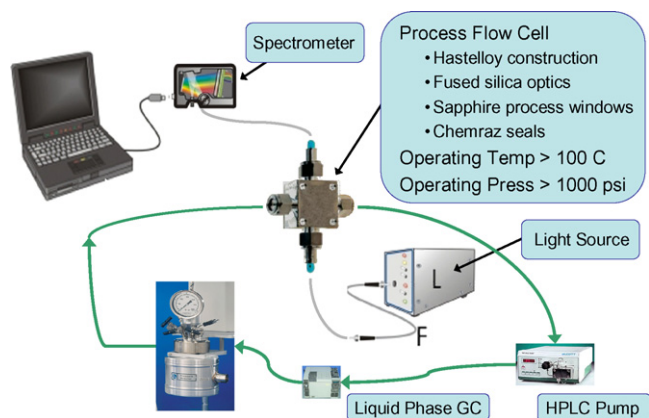 Spectrometer
Process Flow Cell
•Hastelloy construction
•Fused silica optics
•Sapphire process windows
•Chemraz seals
Operating Temp > 100 C
Operating Press > 1000 psi
Light Source
L
F
Liquid Phase GC
HPLC Pump